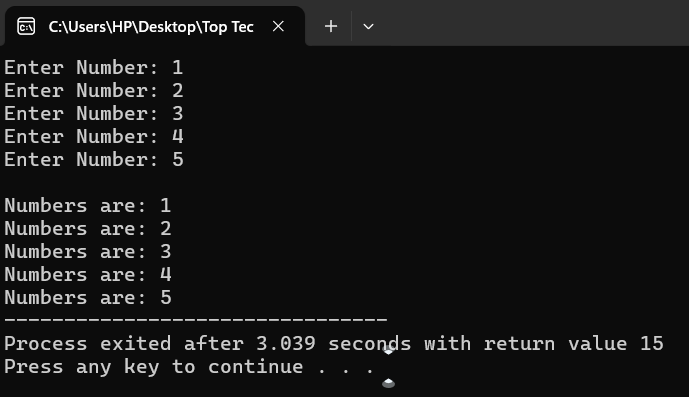 C:\Users\HP\Desktop\Top Tec
Enter Number: 1
Enter Number: 2
Enter Number: 3
Enter Number: 4
Enter Number: 5
Numbers are: 1
Numbers are: 2
Numbers are: 3
Numbers are: 4
Numbers are: 5
--------------------------------
Process exited after 3.039 seconds with return value 15
Press any key to continue . . .